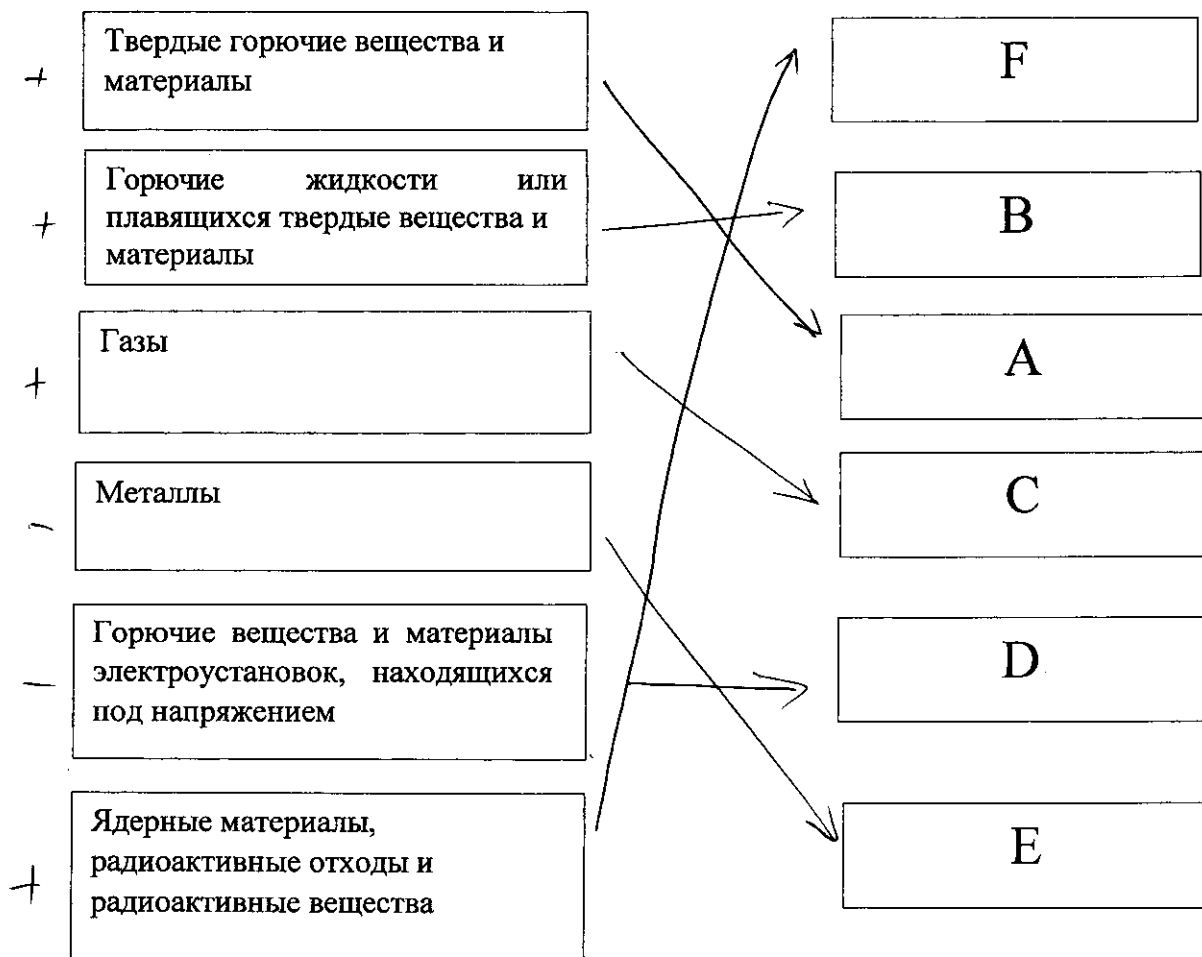 + Твердые горючие вещества и
материалы
F
+ Горючие жидкости или
плавящихся твердые вещества и
материалы
B
+ Газы
A
- Металлы
C
- Горючие вещества и материалы
электроустановок, находящихся
под напряжением
D
+ Ядерные материалы,
радиоактивные отходы и
радиоактивные вещества
E